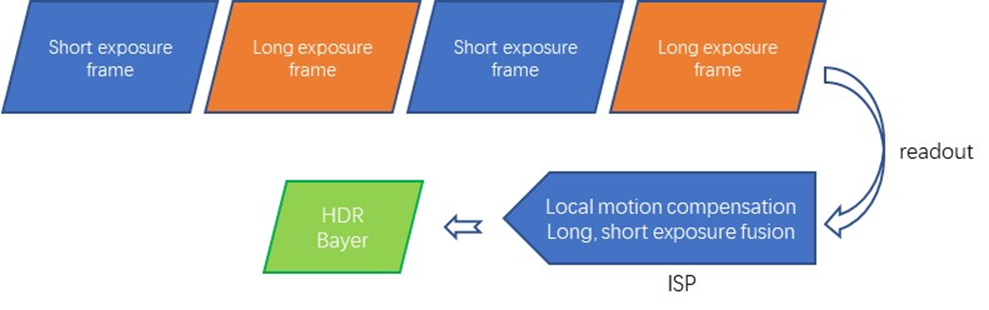 Short exposure
frame
Long exposure
frame
Short exposure
frame
Long exposure
frame
readout
Local motion compensation
Long, short exposure fusion
HDR
Bayer
ISP